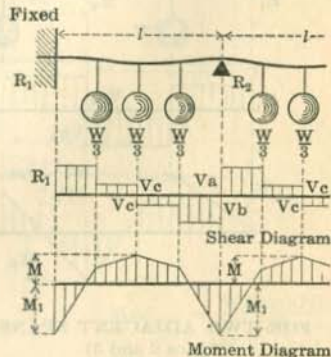 Fixed
l l
R₁ R₂
W/3 W/3 W/3 W/3 W/3
R₁ Vc Va Vc
Vc Vb Vc
Shear Diagram
M M
M₁ M₁
Moment Diagram